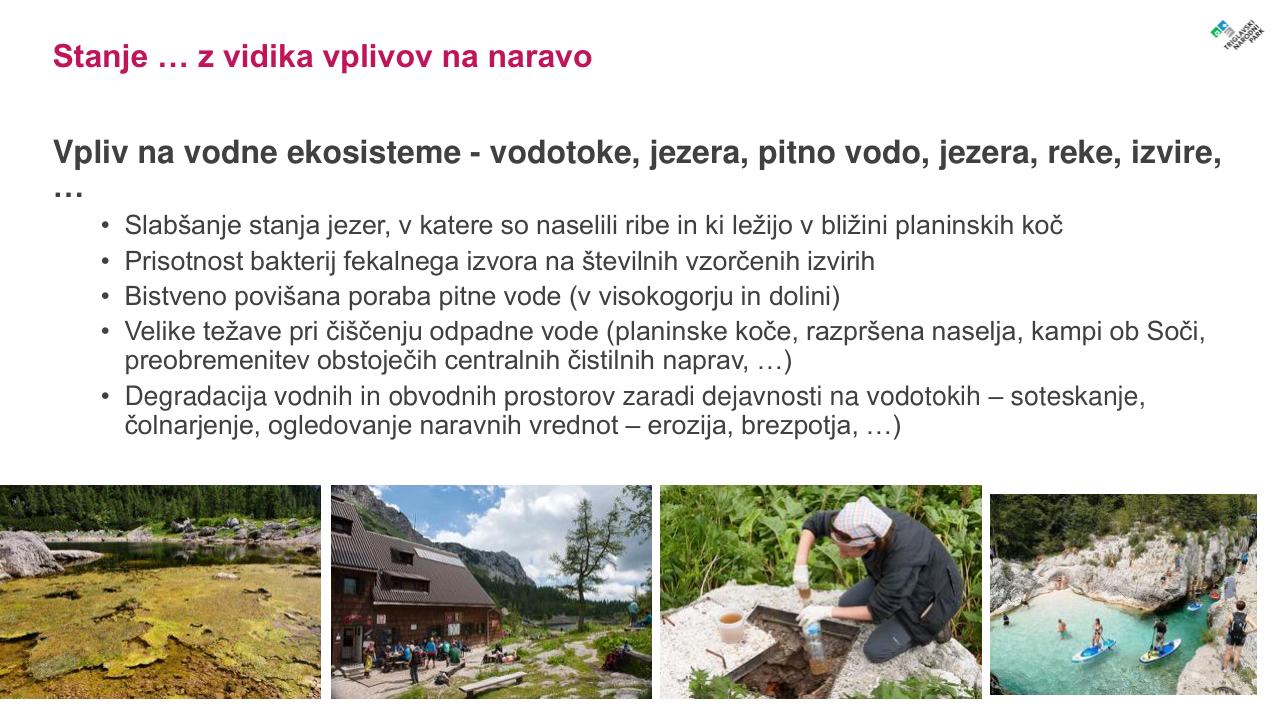 Stanje … z vidika vplivov na naravo
TRIGLAVSKI
NARODNI
PARK
Vpliv na vodne ekosisteme - vodotoke, jezera, pitno vodo, jezera, reke, izvire,
…
• Slabšanje stanja jezer, v katere so naselili ribe in ki ležijo v bližini planinskih koč
• Prisotnost bakterij fekalnega izvora na številnih vzorčenih izvirih
• Bistveno povišana poraba pitne vode (v visokogorju in dolini)
• Velike težave pri čiščenju odpadne vode (planinske koče, razpršena naselja, kampi ob Soči,
preobremenitev obstoječih centralnih čistilnih naprav, …)
• Degradacija vodnih in obvodnih prostorov zaradi dejavnosti na vodotokih – soteskanje,
čolnarjenje, ogledovanje naravnih vrednot – erozija, brezpotja, …)